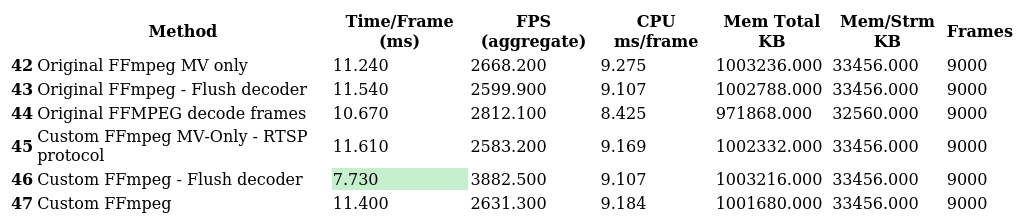 Method Time/Frame (ms) FPS (aggregate) CPU ms/frame Mem Total KB Mem/Strm KB Frames
42 Original FFmpeg MV only 11.240 2668.200 9.275 1003236.000 33456.000 9000
43 Original FFmpeg - Flush decoder 11.540 2599.900 9.107 1002788.000 33456.000 9000
44 Original FFMPEG decode frames 10.670 2812.100 8.425 971868.000 32560.000 9000
45 Custom FFmpeg MV-Only - RTSP protocol 11.610 2583.200 9.169 1002332.000 33456.000 9000
46 Custom FFmpeg - Flush decoder 7.730 3882.500 9.107 1003216.000 33456.000 9000
47 Custom FFmpeg 11.400 2631.300 9.184 1001680.000 33456.000 9000